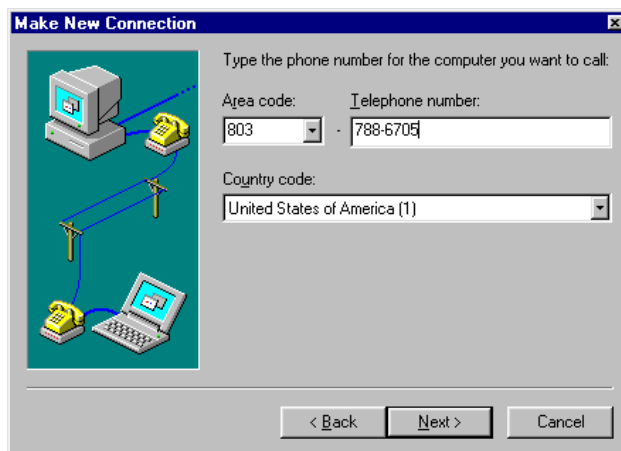 Make New Connection
Type the phone number for the computer you want to call:
Area code: Telephone number:
803 - 788-6705
Country code:
United States of America (1)
< Back Next > Cancel